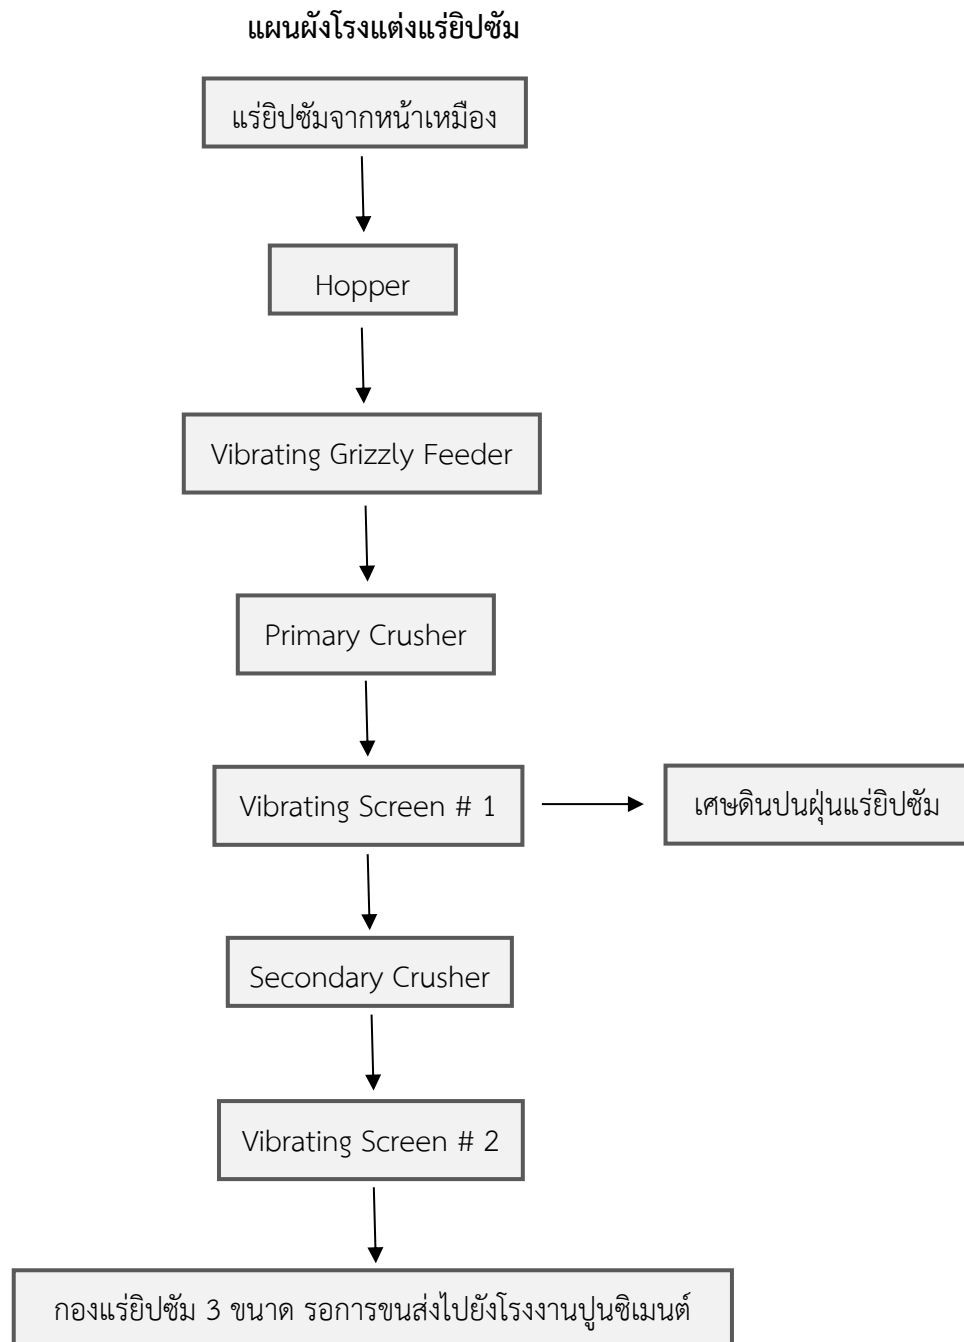 แผนผังโรงแต่งแร่ยิปซัม
แร่ยิปซัมจากหน้าเหมือง
Hopper
Vibrating Grizzly Feeder
Primary Crusher
Vibrating Screen # 1
เศษดินปนฝุ่นแร่ยิปซัม
Secondary Crusher
Vibrating Screen # 2
กองแร่ยิปซัม 3 ขนาด รอการขนส่งไปยังโรงงานปูนซิเมนต์